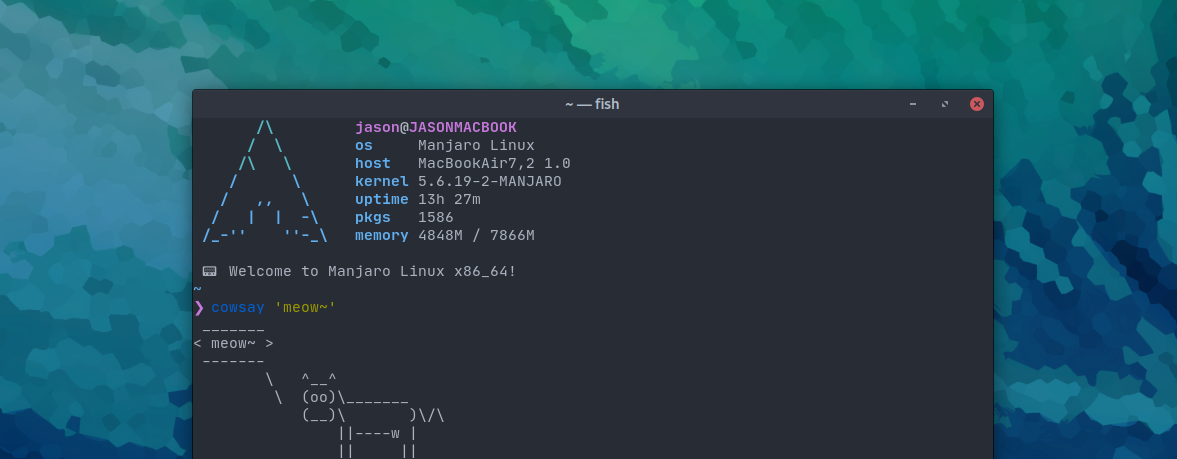 ~ — fish
jason@JASONMACBOOK
os Manjaro Linux
host MacBookAir7,2 1.0
kernel 5.6.19-2-MANJARO
uptime 13h 27m
pkgs 1586
memory 4848M / 7866M
Welcome to Manjaro Linux x86_64!
~
❯ cowsay 'meow~'
_______
< meow~ >
-------
\ ^__^
\ (oo)\_______
(__)\ )\/\
||----w |
|| ||